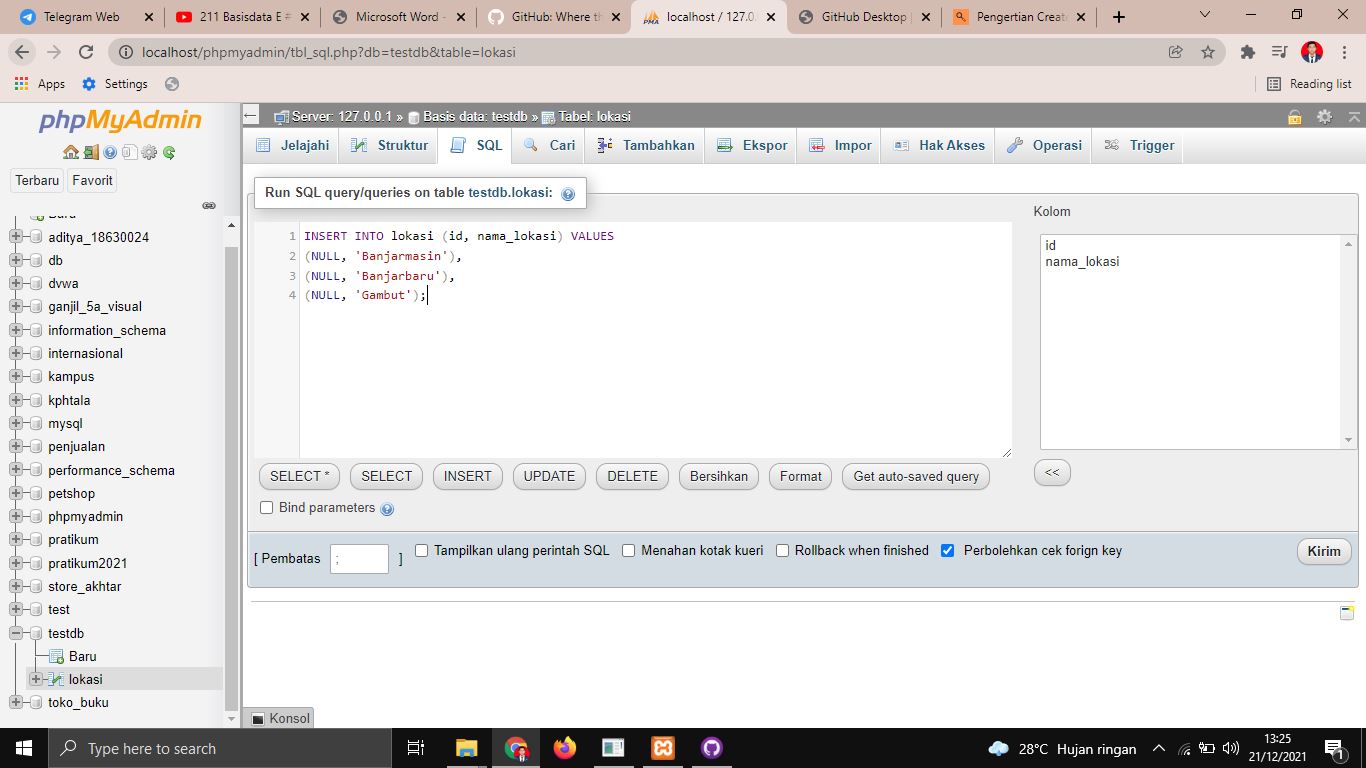 Telegram Web
211 Basisdata E #
Microsoft Word -
GitHub: Where th
localhost / 127.0.
GitHub Desktop |
Pengertian Create
localhost/phpmyadmin/tbl_sql.php?db=testdb&table=lokasi
Apps
Settings
Reading list
phpMyAdmin
Terbaru
Favorit
Baru
aditya_18630024
db
dvwa
ganjil_5a_visual
information_schema
internasional
kampus
kphtala
mysql
penjualan
performance_schema
petshop
phpmyadmin
pratikum
pratikum2021
store_akhtar
test
testdb
Baru
lokasi
toko_buku
Server: 127.0.0.1 » Basis data: testdb » Tabel: lokasi
Jelajahi
Struktur
SQL
Cari
Tambahkan
Ekspor
Impor
Hak Akses
Operasi
Trigger
Run SQL query/queries on table testdb.lokasi:
1 INSERT INTO lokasi (id, nama_lokasi) VALUES
2 (NULL, 'Banjarmasin'),
3 (NULL, 'Banjarbaru'),
4 (NULL, 'Gambut');
Kolom
id
nama_lokasi
SELECT *
SELECT
INSERT
UPDATE
DELETE
Bersihkan
Format
Get auto-saved query
<<
Bind parameters
[ Pembatas ; ]
Tampilkan ulang perintah SQL
Menahan kotak kueri
Rollback when finished
Perbolehkan cek forign key
Kirim
Konsol
Type here to search
28°C Hujan ringan
13:25
21/12/2021
1